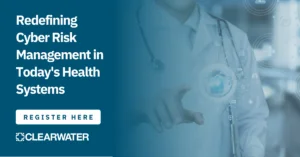 Redefining
Cyber Risk
Management in
Today's Health
Systems
REGISTER HERE
CLEARWATER